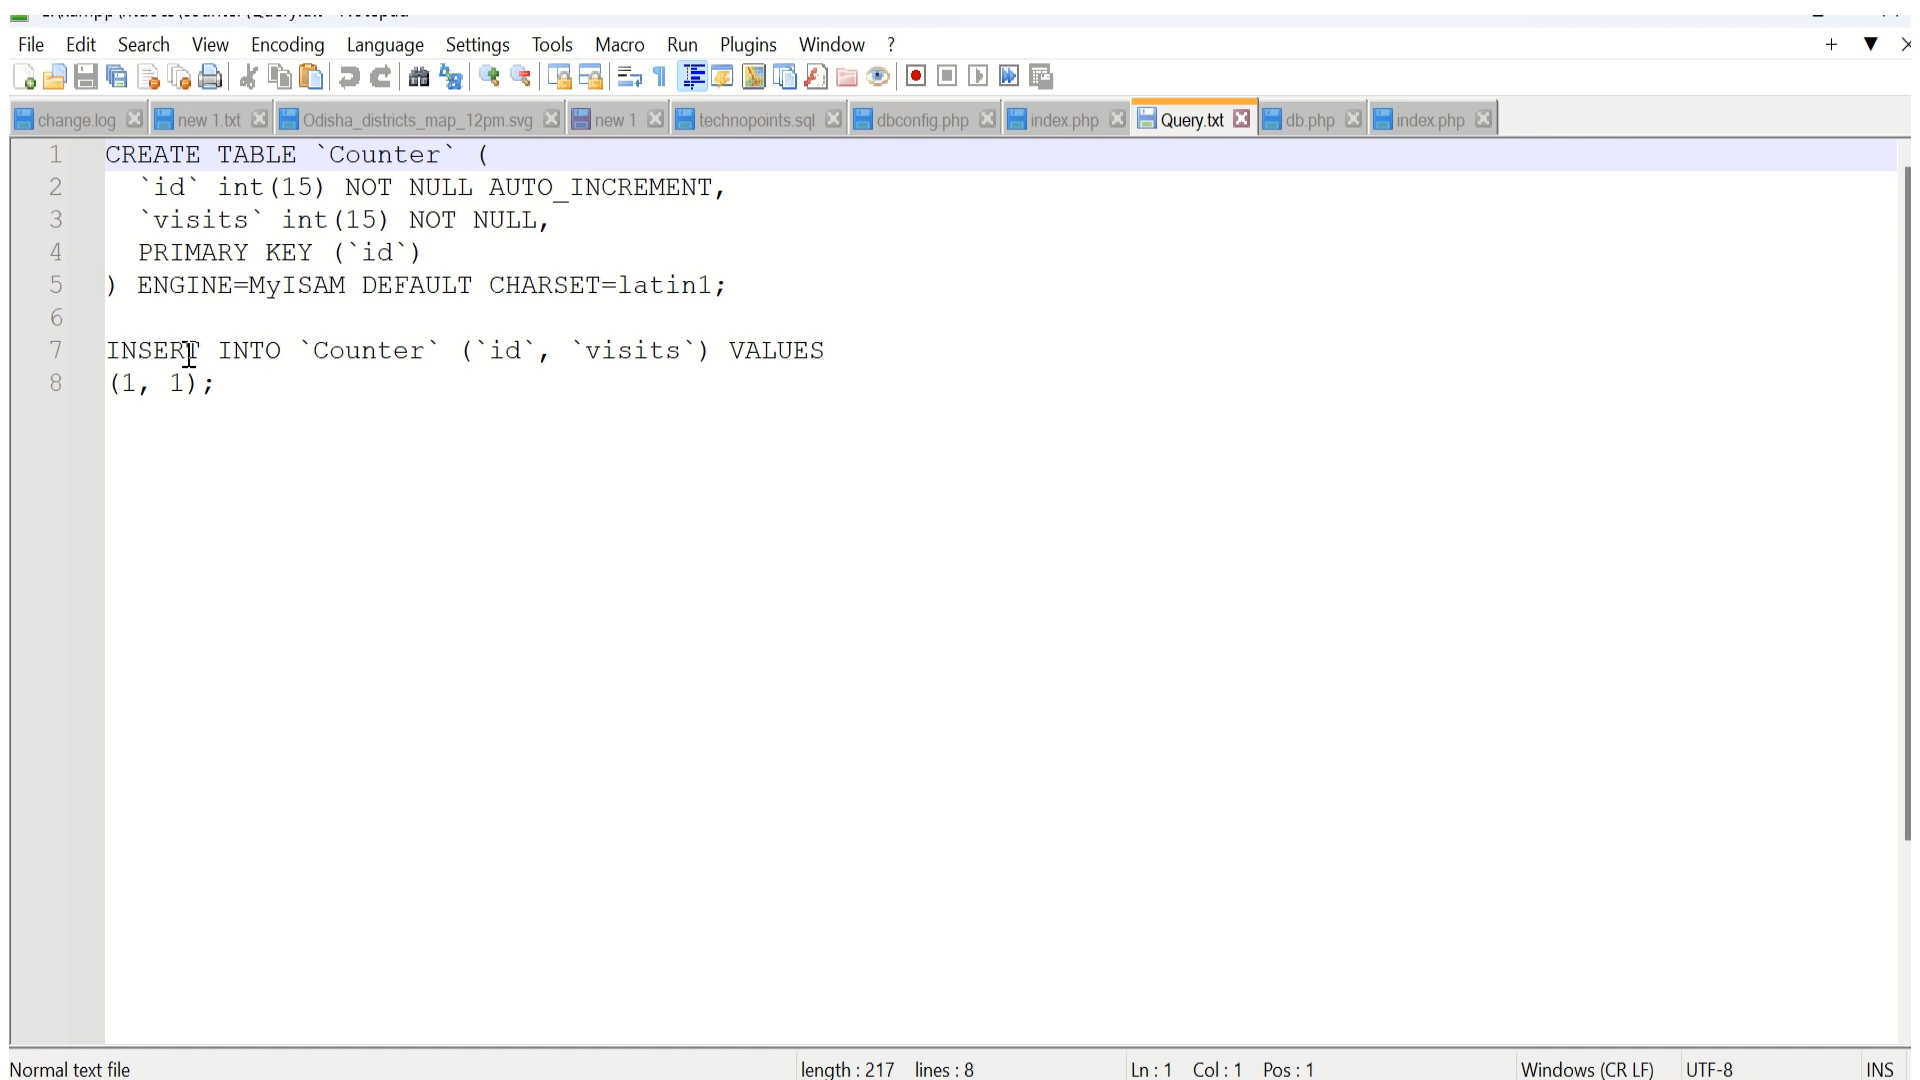 File Edit Search View Encoding Language Settings Tools Macro Run Plugins Window ?
change.log new 1.txt Odisha_districts_map_12pm.svg new 1 technopoints.sql dbconfig.php index.php Query.txt db.php index.php
1 CREATE TABLE `Counter` (
2 `id` int(15) NOT NULL AUTO_INCREMENT,
3 `visits` int(15) NOT NULL,
4 PRIMARY KEY (`id`)
5 ) ENGINE=MyISAM DEFAULT CHARSET=latin1;
6
7 INSERT INTO `Counter` (`id`, `visits`) VALUES
8 (1, 1);
Normal text file length : 217 lines : 8 Ln : 1 Col : 1 Pos : 1 Windows (CR LF) UTF-8 INS